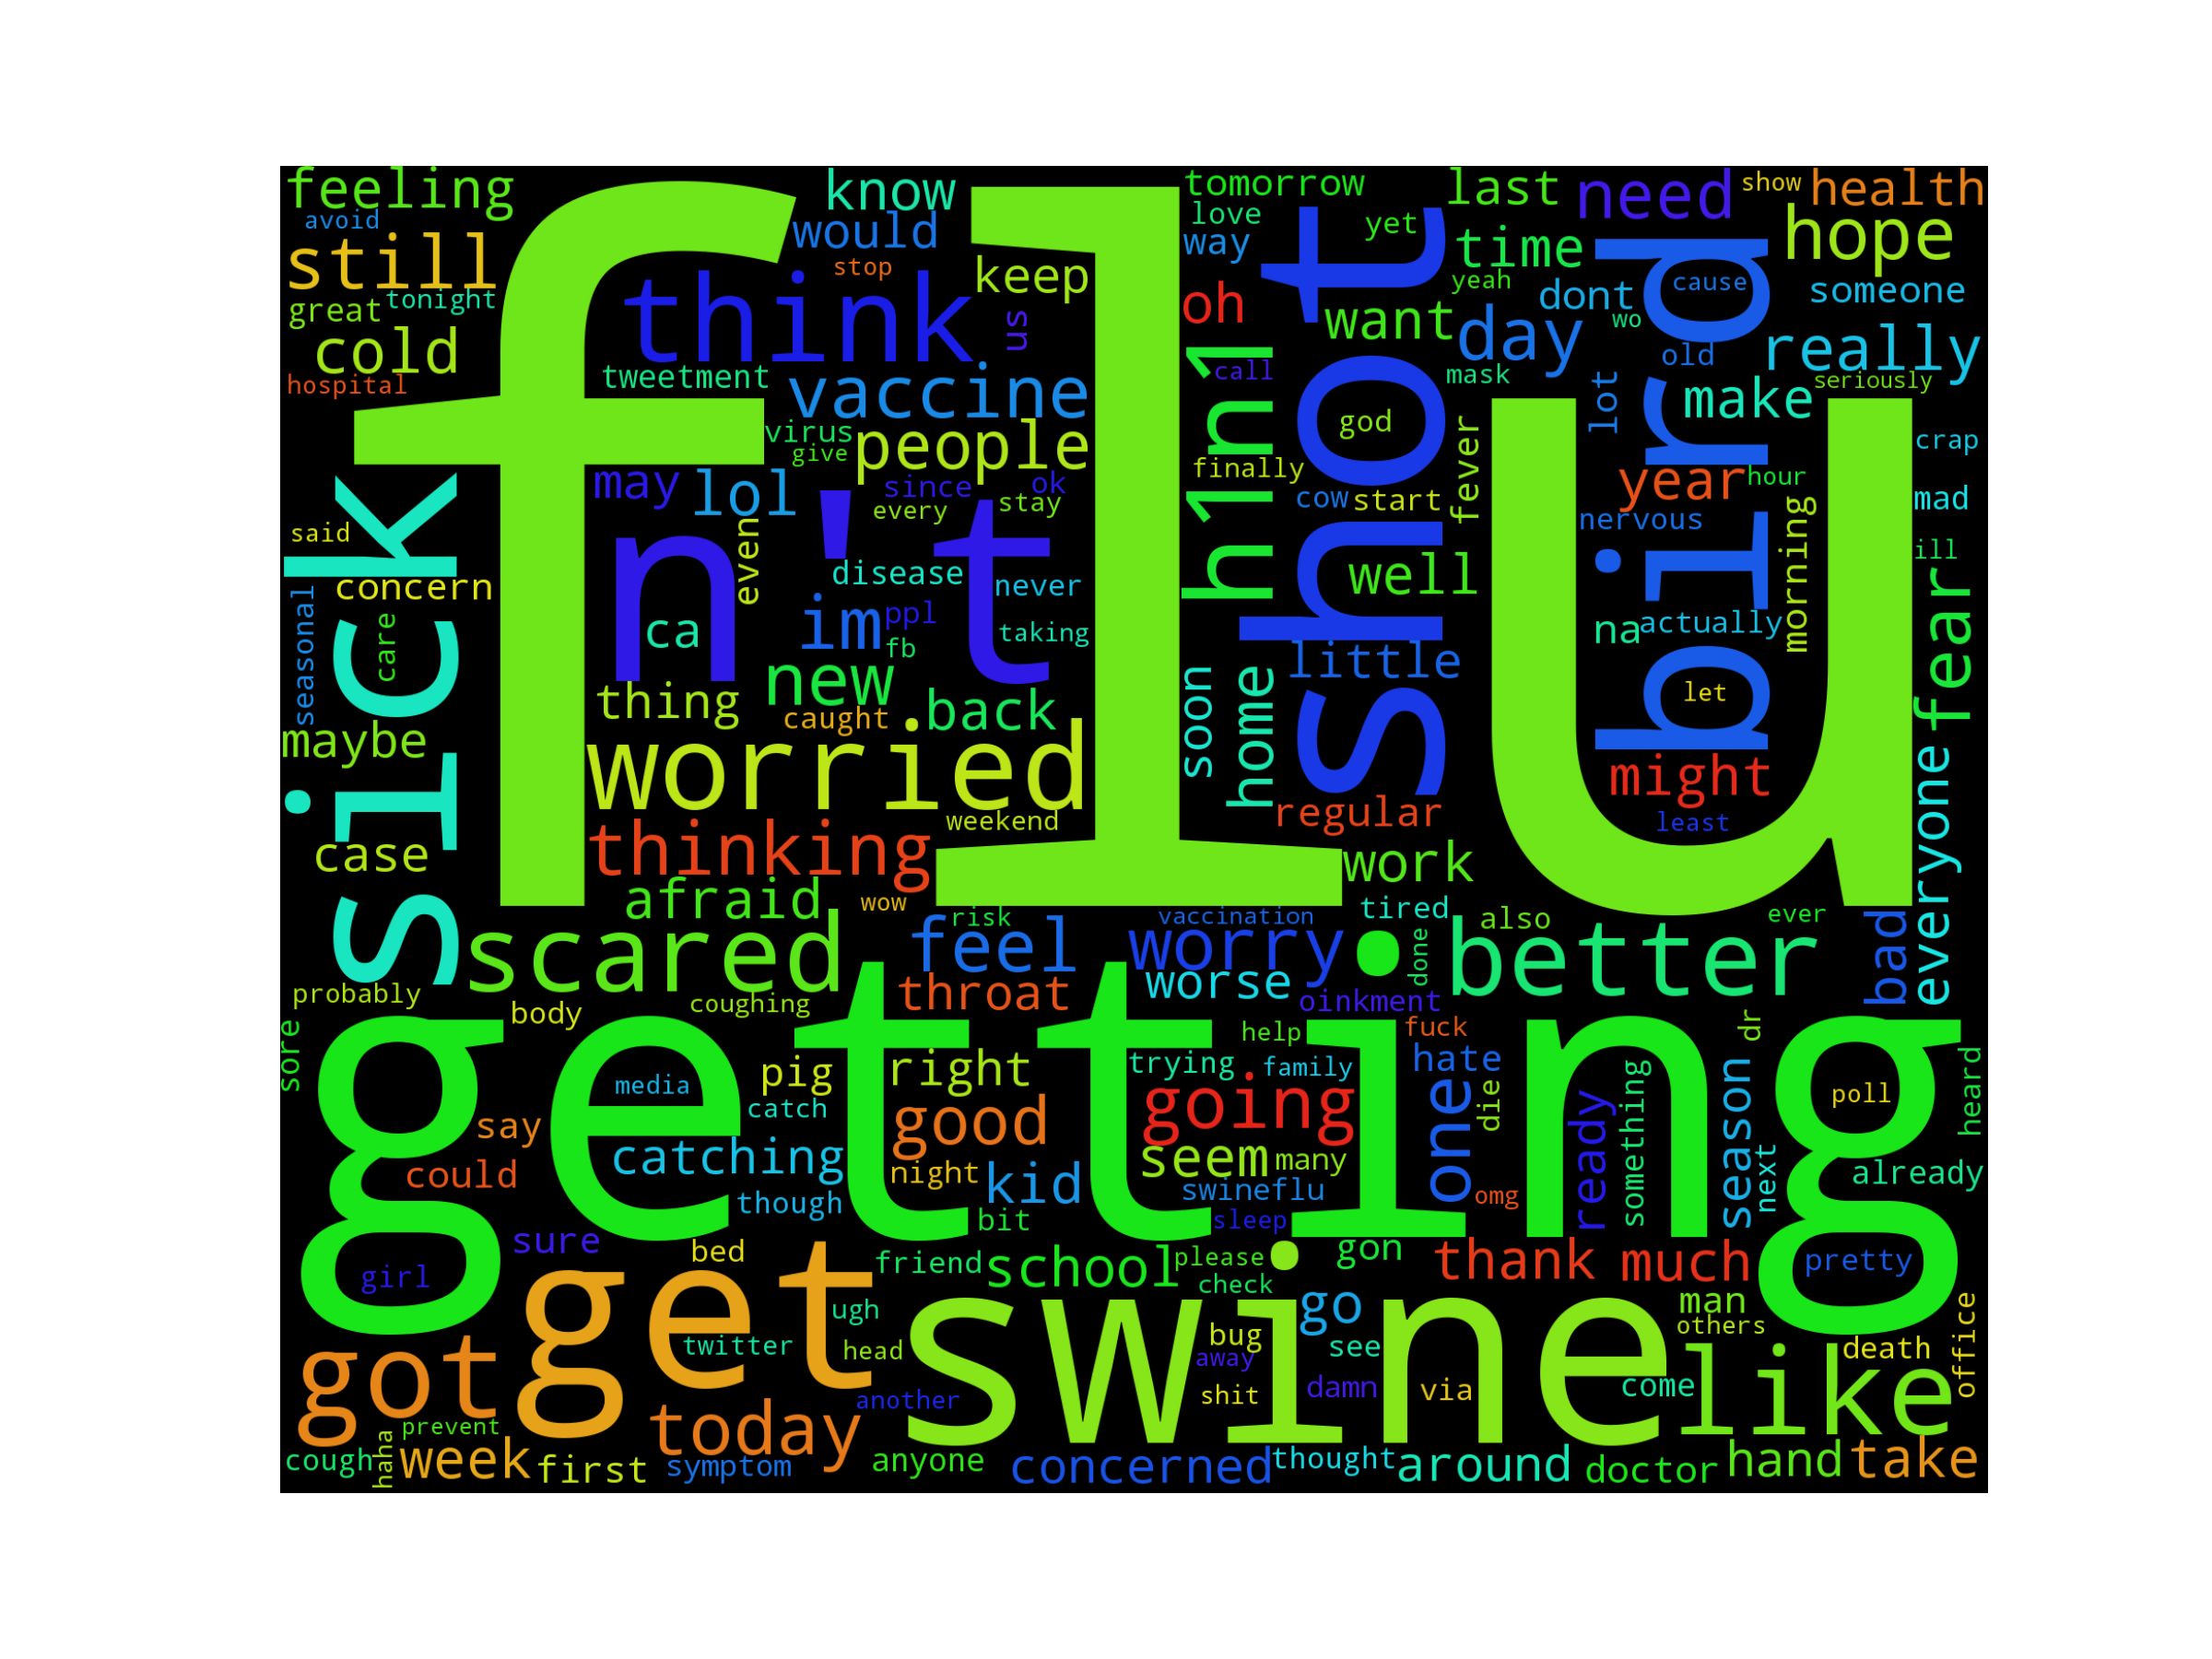 flu
getting
swine
shot
bird
sick
n't
get
think
worried
scared
better
like
got
h1n1
vaccine
worry
feeling
avoid
still
great
tonight
cold
hospital
know
would
stop
keep
us
tweetment
people
virus
give
may
lol
since
ok
every
stay
even
disease
never
ca
im
ppl
fb
taking
new
thing
caught
back
thinking
weekend
afraid
wow
said
concern
seasonal
care
maybe
case
tomorrow
love
way
yet
oh
call
want
god
finally
cow
start
fever
mask
yeah
time
last
need
show
health
hope
cause
dont
wo
day
old
someone
really
lot
make
seriously
crap
year
hour
mad
nervous
morning
ill
well
little
na
actually
fear
let
soon
home
might
regular
least
work
everyone
feel
risk
vaccination
tired
also
ever
bad
throat
worse
done
oinkment
probably
body
coughing
sore
help
fuck
dr
right
pig
trying
family
hate
media
catch
good
going
one
die
ready
something
season
next
poll
heard
say
catching
night
seem
many
could
though
kid
swineflu
omg
already
bit
sleep
sure
bed
friend
school
please
gon
thank
much
pretty
girl
check
ugh
go
man
others
twitter
head
bug
away
see
death
office
another
shit
damn
via
come
today
prevent
cough
haha
week
first
symptom
anyone
concerned
thought
around
doctor
hand
take